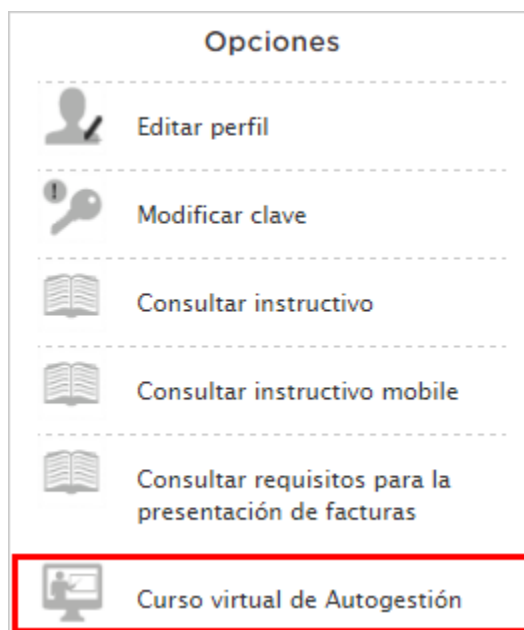 Opciones
Editar perfil
Modificar clave
Consultar instructivo
Consultar instructivo mobile
Consultar requisitos para la
presentación de facturas
Curso virtual de Autogestión